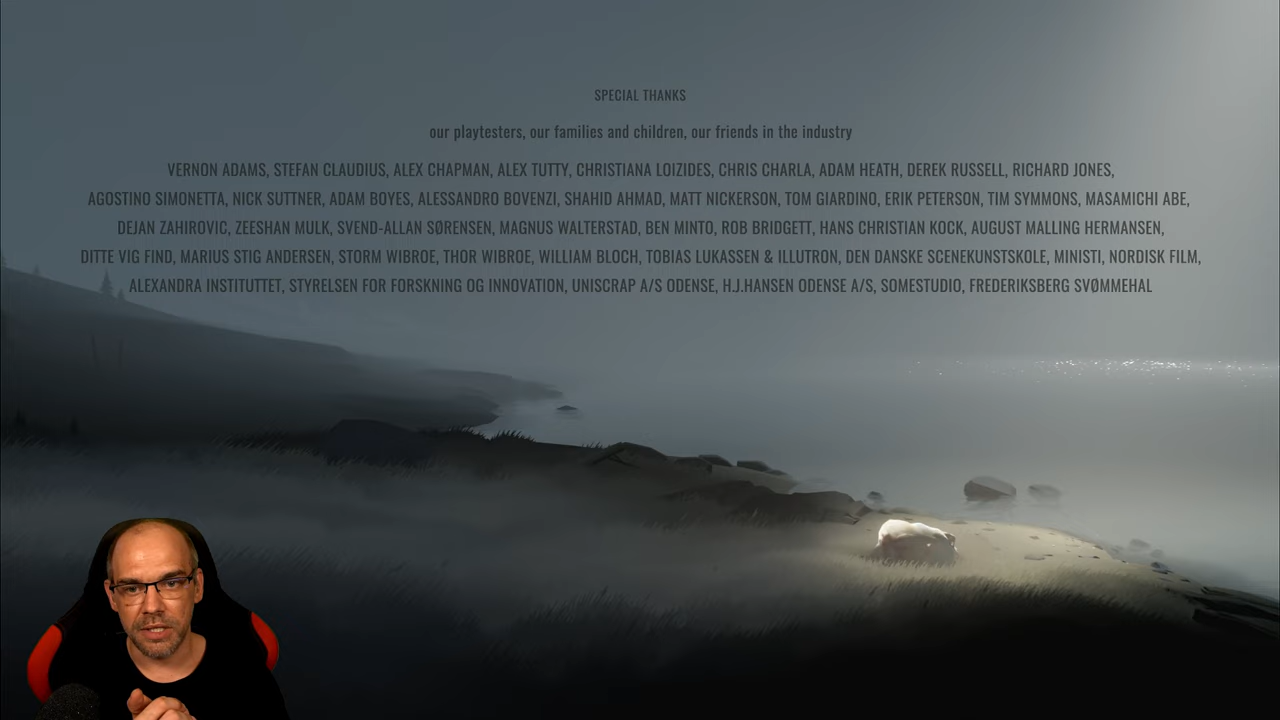 SPECIAL THANKS
our playtesters, our families and children, our friends in the industry
VERNON ADAMS, STEFAN CLAUDIUS, ALEX CHAPMAN, ALEX TUTTY, CHRISTIANA LOIZIDES, CHRIS CHARLA, ADAM HEATH, DEREK RUSSELL, RICHARD JONES,
AGOSTINO SIMONETTA, NICK SUTTNER, ADAM BOYES, ALESSANDRO BOVENZI, SHAHID AHMAD, MATT NICKERSON, TOM GIARDINO, ERIK PETERSON, TIM SYMMONS, MASAMICHI ABE,
DEJAN ZAHIROVIC, ZEESHAN MULK, SVEND-ALLAN SØRENSEN, MAGNUS WALTERSTAD, BEN MINTO, ROB BRIDGETT, HANS CHRISTIAN KOCK, AUGUST MALLING HERMANSEN,
DITTE VIG FIND, MARIUS STIG ANDERSEN, STORM WIBROE, THOR WIBROE, WILLIAM BLOCH, TOBIAS LUKASSEN & ILLUTRON, DEN DANSKE SCENEKUNSTSKOLE, MINISTI, NORDISK FILM,
ALEXANDRA INSTITUTTET, STYRELSEN FOR FORSKNING OG INNOVATION, UNISCRAP A/S ODENSE, H.J.HANSEN ODENSE A/S, SOMESTUDIO, FREDERIKSBERG SVØMMEHAL